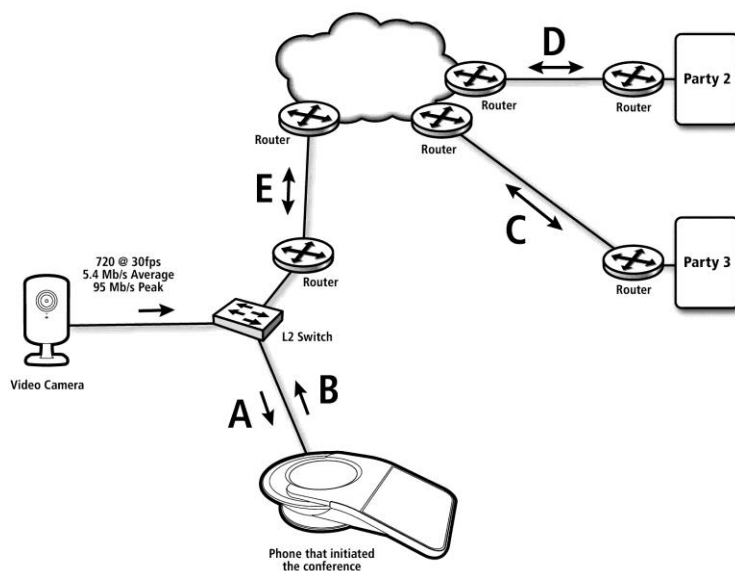 D
Party 2
Router
Router
Router
Router
E
C
720 @ 30fps
5.4 Mb/s Average
95 Mb/s Peak
Router
Party 3
Router
L2 Switch
Video Camera
A
B
Phone that initiated
the conference